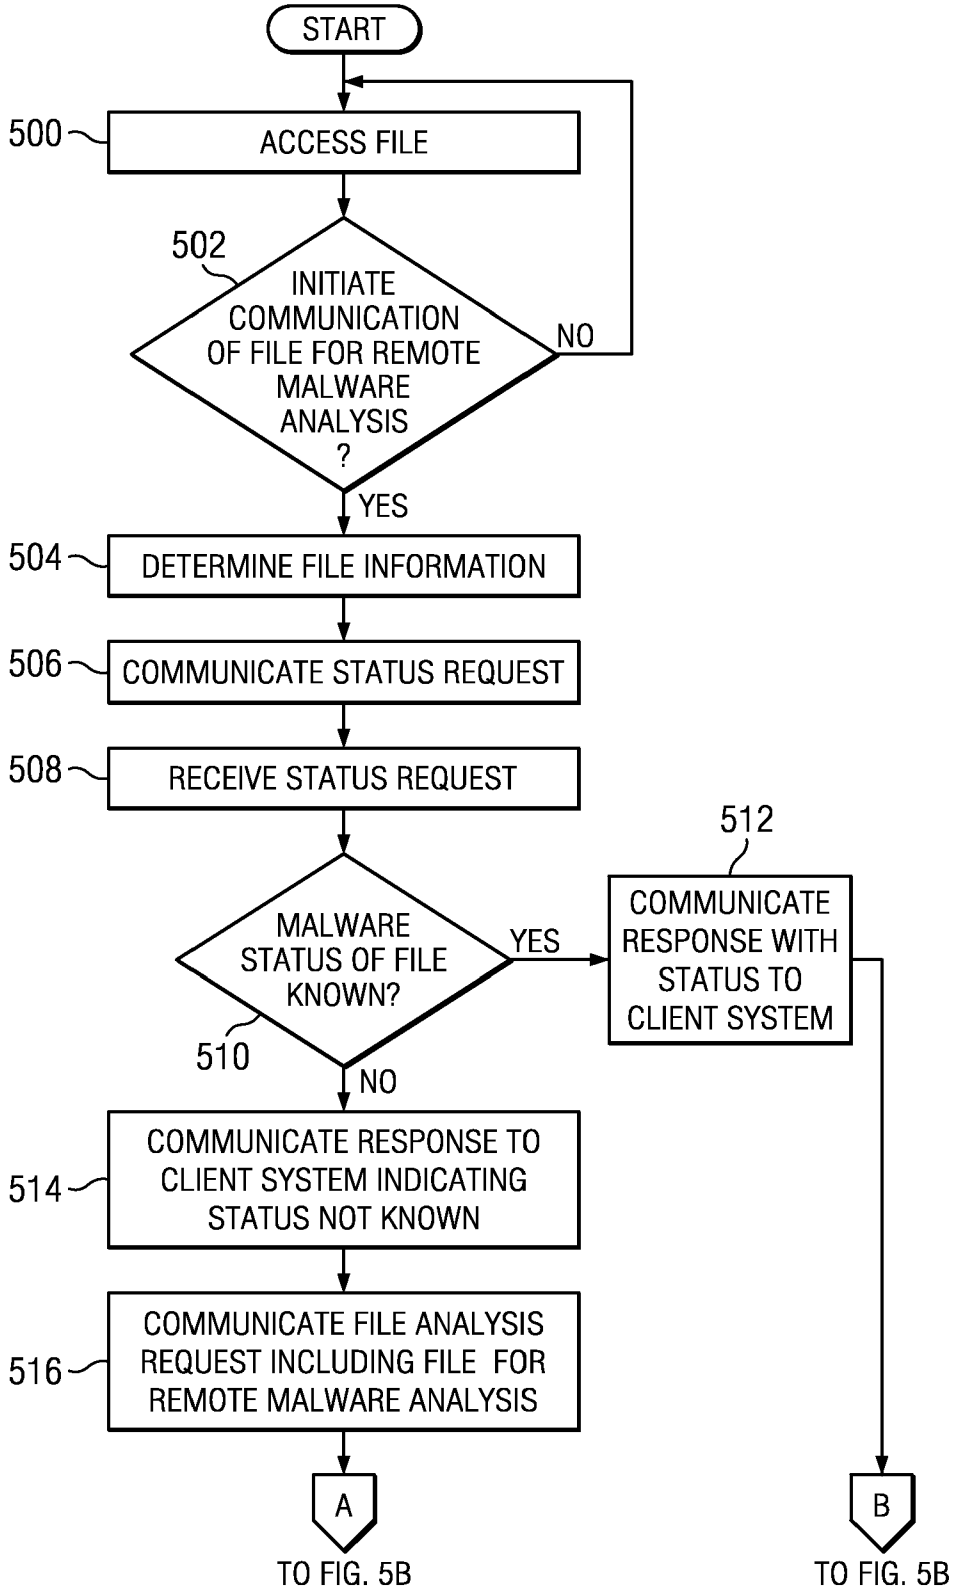 START
500
ACCESS FILE
502
INITIATE
COMMUNICATION
OF FILE FOR REMOTE
MALWARE
ANALYSIS
?
NO
YES
504
DETERMINE FILE INFORMATION
506
COMMUNICATE STATUS REQUEST
508
RECEIVE STATUS REQUEST
512
COMMUNICATE
RESPONSE WITH
STATUS TO
CLIENT SYSTEM
MALWARE
STATUS OF FILE
KNOWN?
YES
510
NO
514
COMMUNICATE RESPONSE TO
CLIENT SYSTEM INDICATING
STATUS NOT KNOWN
516
COMMUNICATE FILE ANALYSIS
REQUEST INCLUDING FILE FOR
REMOTE MALWARE ANALYSIS
A
TO FIG. 5B
B
TO FIG. 5B